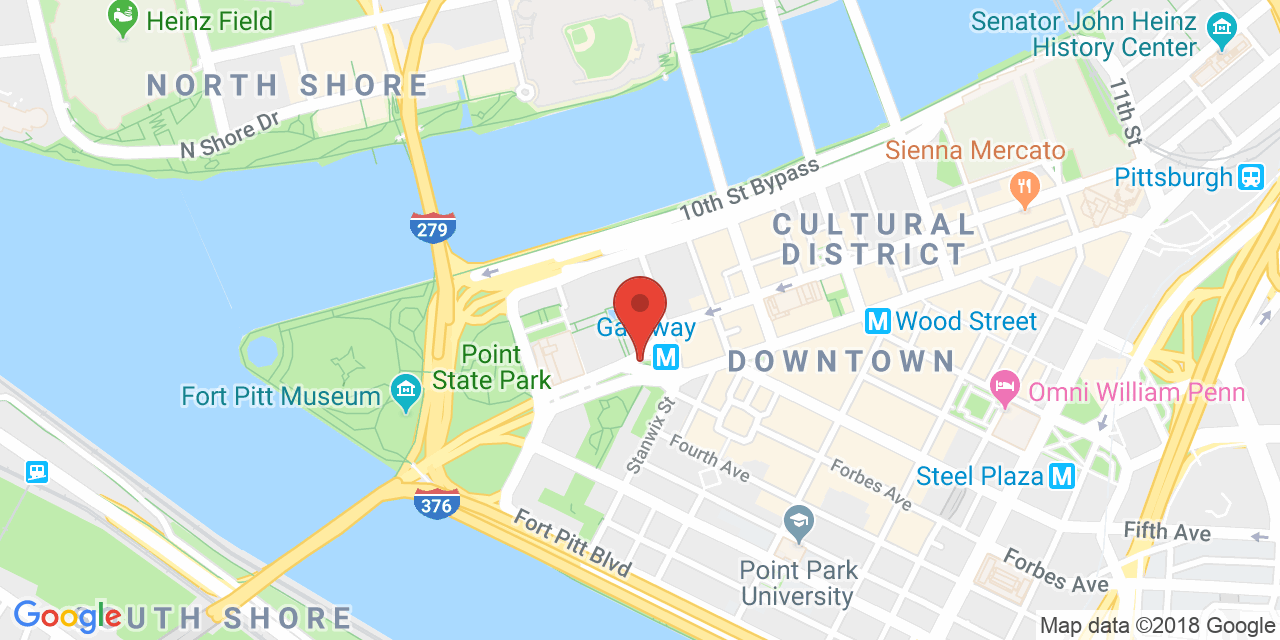 Heinz Field
Senator John Heinz
History Center
NORTH SHORE
11th St
N Shore Dr
Sienna Mercato
Pittsburgh
10th St Bypass
279
CULTURAL
DISTRICT
Gateway
M
M Wood Street
Point
State Park
M
DOWNTOWN
Fort Pitt Museum
Omni William Penn
Stanwix St
Fourth Ave
Forbes Ave
Steel Plaza M
376
Fort Pitt Blvd
Fifth Ave
Point Park
University
Forbes Ave
Google
UTH SHORE
Map data ©2018 Google